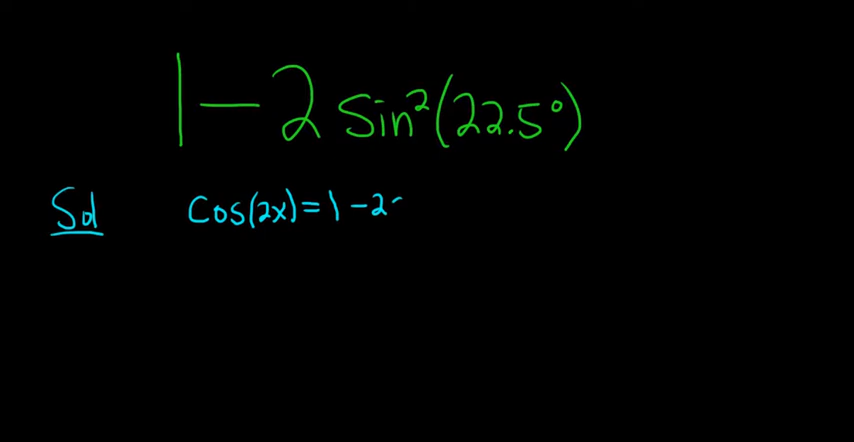 1 - 2 sin²(22.5°)
Sol cos(2x) = 1 - 2